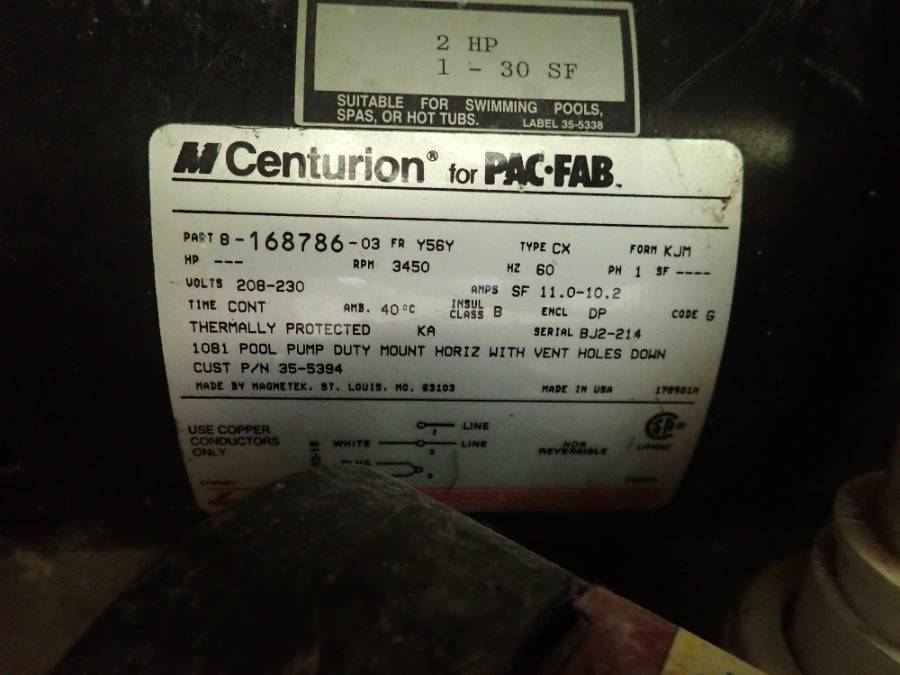 2 HP
1 - 30 SF
SUITABLE FOR SWIMMING POOLS,
SPAS, OR HOT TUBS. LABEL 35-5338
Centurion® for PAC•FAB™
PART 8-168786-03 FR Y56Y TYPE CX FORM KJM
HP --- RPM 3450 HZ 60 PH 1 SF ----
VOLTS 208-230 AMPS SF 11.0-10.2
TIME CONT AMB. 40°C INSUL CLASS B ENCL DP CODE G
THERMALLY PROTECTED KA SERIAL BJ2-214
1081 POOL PUMP DUTY MOUNT HORIZ WITH VENT HOLES DOWN
CUST P/N 35-5394
MADE BY MAGNETEK, ST. LOUIS, MO. 63103 MADE IN USA 178901M
USE COPPER
CONDUCTORS
ONLY
1 LINE
WHITE 2 LINE
NON
REVERSIBLE